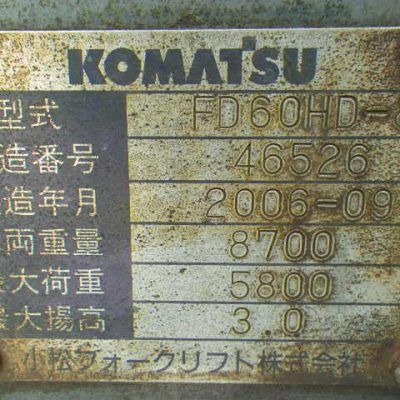 KOMATSU
型式 FD60HD-
造番号 46526
造年月 2006-09
両重量 8700
大荷重 5800
大揚高 3.0
小松フォークリフト株式会社